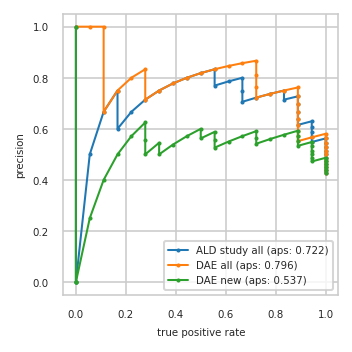 1.0
0.8
0.6
0.4
0.2
0.0
precision
0.0 0.2 0.4 0.6 0.8 1.0
true positive rate
ALD study all (aps: 0.722)
DAE all (aps: 0.796)
DAE new (aps: 0.537)